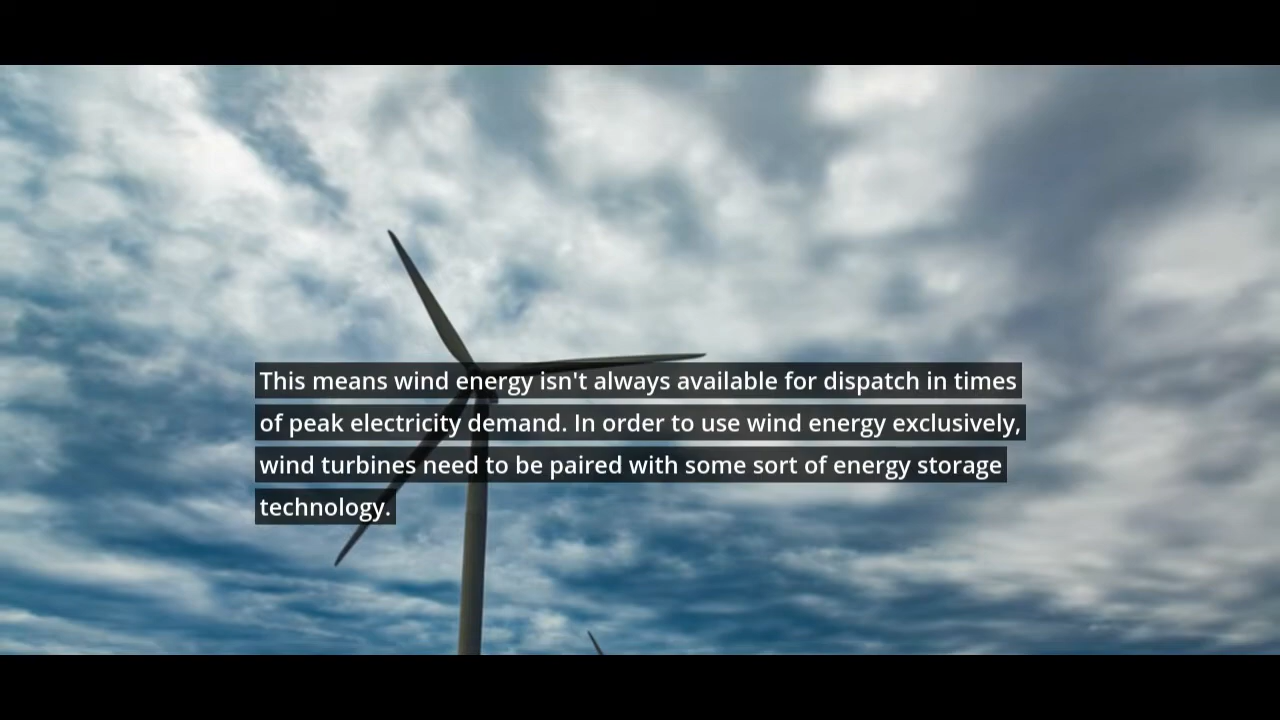 This means wind energy isn't always available for dispatch in times
of peak electricity demand. In order to use wind energy exclusively,
wind turbines need to be paired with some sort of energy storage
technology.